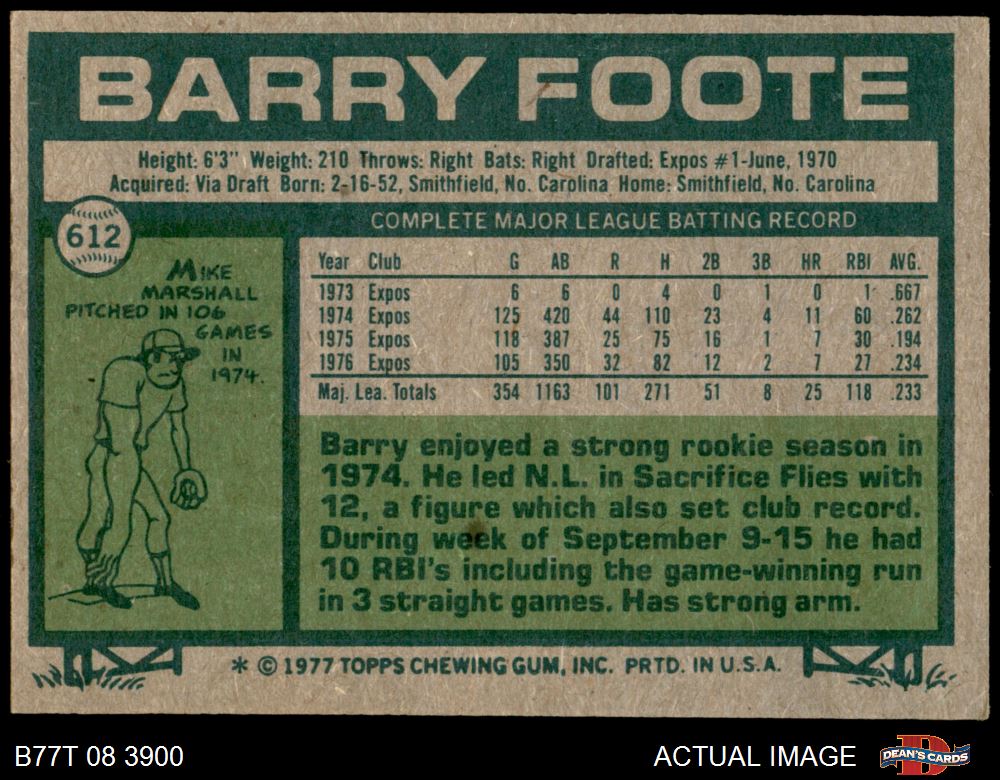 BARRY FOOTE
Height: 6'3" Weight: 210 Throws: Right Bats: Right Drafted: Expos #1-June, 1970
Acquired: Via Draft Born: 2-16-52, Smithfield, No. Carolina Home: Smithfield, No. Carolina
612
COMPLETE MAJOR LEAGUE BATTING RECORD
MIKE
MARSHALL
PITCHED IN 106
GAMES
IN
1974.
Year Club G AB R H 2B 3B HR RBI AVG.
1973 Expos 6 6 0 4 0 1 0 1 .667
1974 Expos 125 420 44 110 23 4 11 60 .262
1975 Expos 118 387 25 75 16 1 7 30 .194
1976 Expos 105 350 32 82 12 2 7 27 .234
Maj. Lea. Totals 354 1163 101 271 51 8 25 118 .233
Barry enjoyed a strong rookie season in
1974. He led N.L. in Sacrifice Flies with
12, a figure which also set club record.
During week of September 9-15 he had
10 RBI's including the game-winning run
in 3 straight games. Has strong arm.
* © 1977 TOPPS CHEWING GUM, INC. PRTD. IN U.S.A.
B77T 08 3900
ACTUAL IMAGE
DEAN'S CARDS